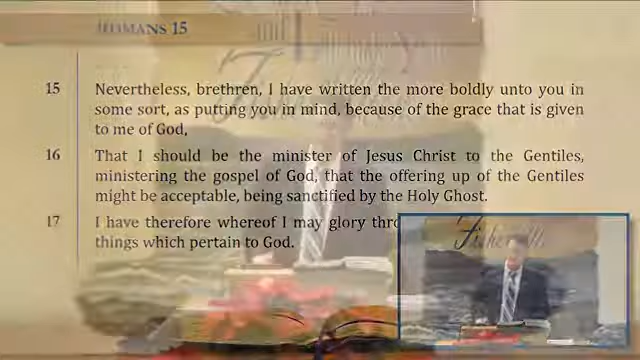 ROMANS 15
15 Nevertheless, brethren, I have written the more boldly unto you in
some sort, as putting you in mind, because of the grace that is given
to me of God,
16 That I should be the minister of Jesus Christ to the Gentiles,
ministering the gospel of God, that the offering up of the Gentiles
might be acceptable, being sanctified by the Holy Ghost.
17 I have therefore whereof I may glory
things which pertain to God.